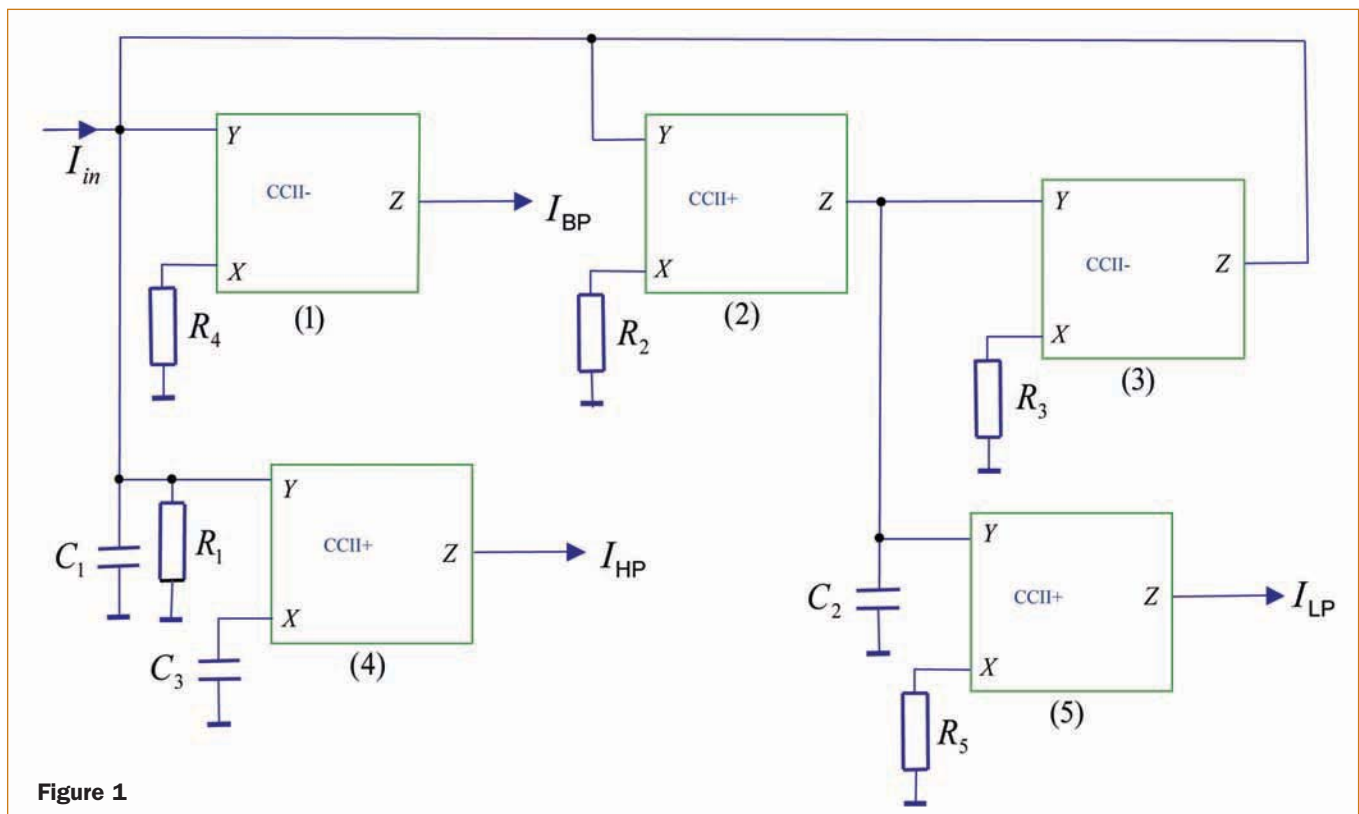 Y
CCII-
Z
X
(1)
I_in
I_BP
R_4
Y
CCII+
Z
X
(2)
R_2
Y
CCII-
Z
X
(3)
R_3
Y
CCII+
Z
X
(4)
C_1
R_1
C_3
I_HP
Y
CCII+
Z
X
(5)
C_2
R_5
I_LP
Figure 1